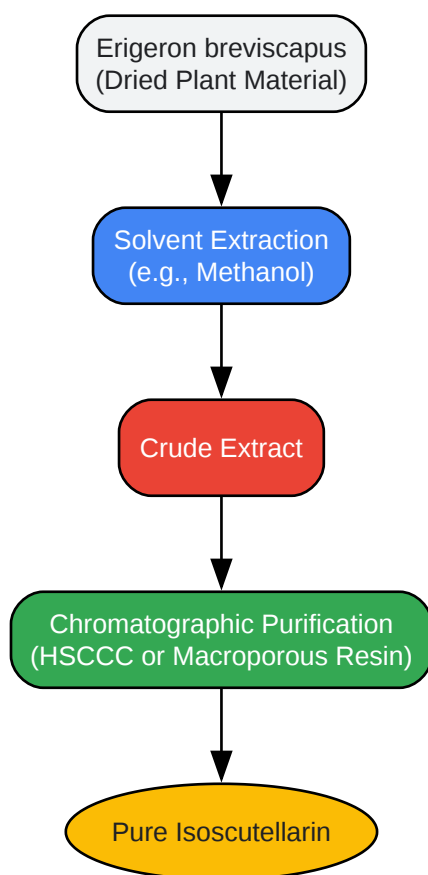 Erigeron breviscapus
(Dried Plant Material)
Solvent Extraction
(e.g., Methanol)
Crude Extract
Chromatographic Purification
(HSCCC or Macroporous Resin)
Pure Isoscutellarin